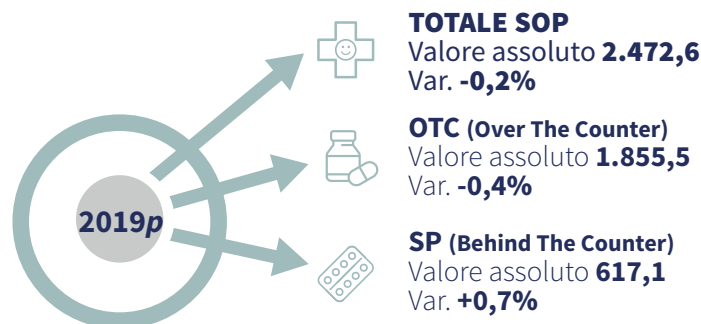 2019p
TOTALE SOP
Valore assoluto 2.472,6
Var. -0,2%
OTC (Over The Counter)
Valore assoluto 1.855,5
Var. -0,4%
SP (Behind The Counter)
Valore assoluto 617,1
Var. +0,7%